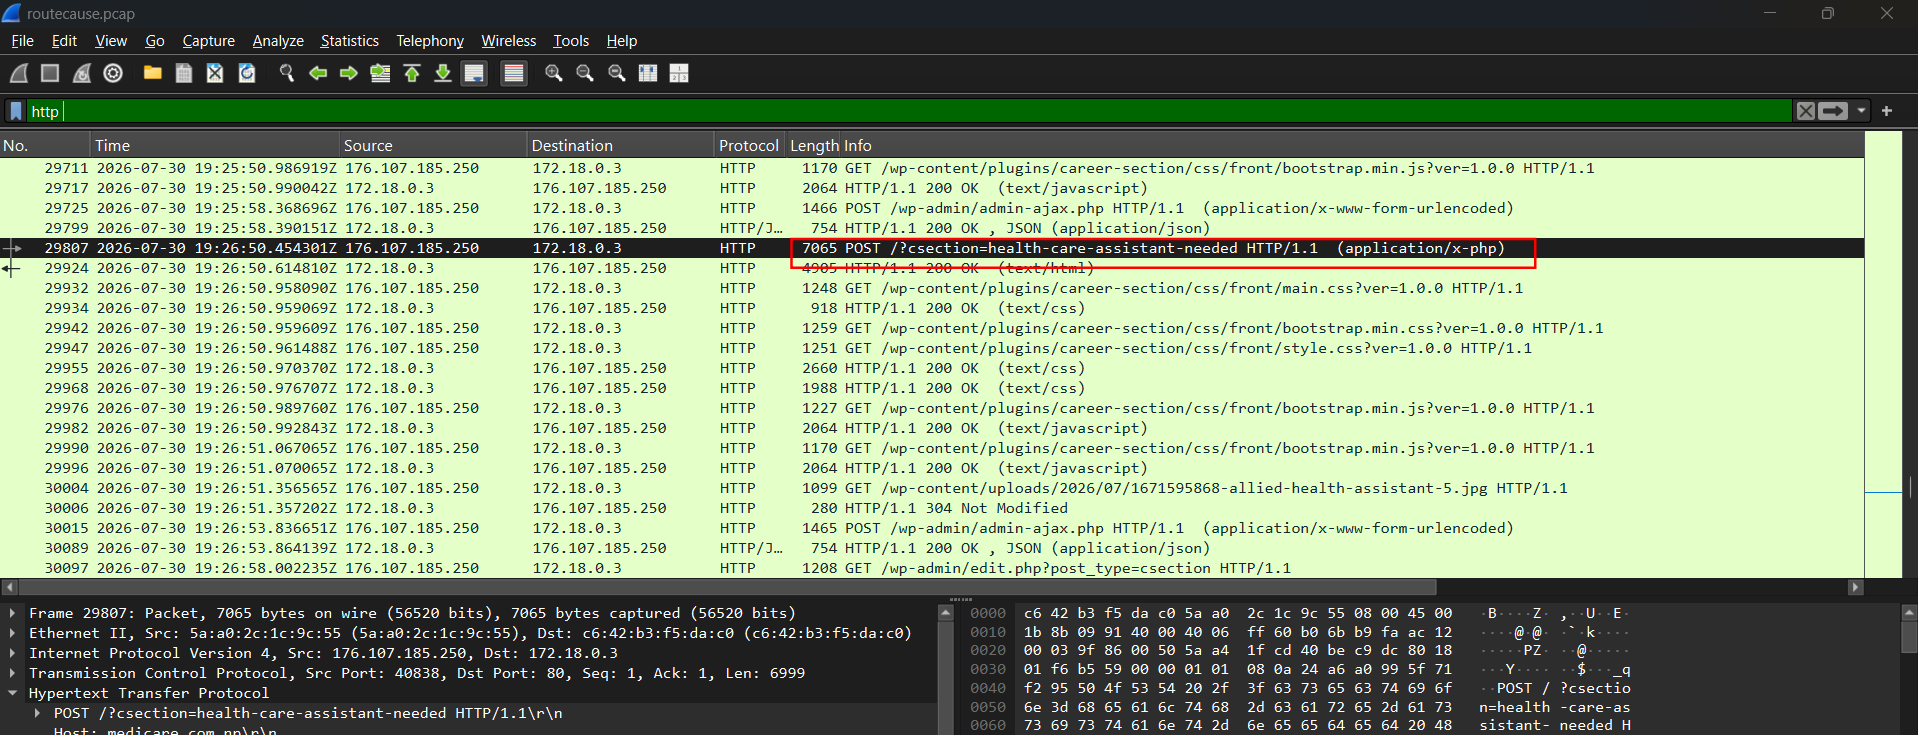 routecause.pcap
File Edit View Go Capture Analyze Statistics Telephony Wireless Tools Help
http
No. Time Source Destination Protocol Length Info
29711 2026-07-30 19:25:50.986919Z 176.107.185.250 172.18.0.3 HTTP 1170 GET /wp-content/plugins/career-section/css/front/bootstrap.min.js?ver=1.0.0 HTTP/1.1
29717 2026-07-30 19:25:50.990042Z 172.18.0.3 176.107.185.250 HTTP 2064 HTTP/1.1 200 OK (text/javascript)
29725 2026-07-30 19:25:58.368696Z 176.107.185.250 172.18.0.3 HTTP 1466 POST /wp-admin/admin-ajax.php HTTP/1.1 (application/x-www-form-urlencoded)
29799 2026-07-30 19:25:58.390151Z 172.18.0.3 176.107.185.250 HTTP/J… 754 HTTP/1.1 200 OK , JSON (application/json)
29807 2026-07-30 19:26:50.454301Z 176.107.185.250 172.18.0.3 HTTP 7065 POST /?csection=health-care-assistant-needed HTTP/1.1 (application/x-php)
29924 2026-07-30 19:26:50.614810Z 172.18.0.3 176.107.185.250 HTTP 4905 HTTP/1.1 200 OK (text/html)
29932 2026-07-30 19:26:50.958090Z 176.107.185.250 172.18.0.3 HTTP 1248 GET /wp-content/plugins/career-section/css/front/main.css?ver=1.0.0 HTTP/1.1
29934 2026-07-30 19:26:50.959069Z 172.18.0.3 176.107.185.250 HTTP 918 HTTP/1.1 200 OK (text/css)
29942 2026-07-30 19:26:50.959609Z 176.107.185.250 172.18.0.3 HTTP 1259 GET /wp-content/plugins/career-section/css/front/bootstrap.min.css?ver=1.0.0 HTTP/1.1
29947 2026-07-30 19:26:50.961488Z 176.107.185.250 172.18.0.3 HTTP 1251 GET /wp-content/plugins/career-section/css/front/style.css?ver=1.0.0 HTTP/1.1
29955 2026-07-30 19:26:50.970370Z 172.18.0.3 176.107.185.250 HTTP 2660 HTTP/1.1 200 OK (text/css)
29968 2026-07-30 19:26:50.976707Z 172.18.0.3 176.107.185.250 HTTP 1988 HTTP/1.1 200 OK (text/css)
29976 2026-07-30 19:26:50.989760Z 176.107.185.250 172.18.0.3 HTTP 1227 GET /wp-content/plugins/career-section/css/front/bootstrap.min.js?ver=1.0.0 HTTP/1.1
29982 2026-07-30 19:26:50.992843Z 172.18.0.3 176.107.185.250 HTTP 2064 HTTP/1.1 200 OK (text/javascript)
29990 2026-07-30 19:26:51.067065Z 176.107.185.250 172.18.0.3 HTTP 1170 GET /wp-content/plugins/career-section/css/front/bootstrap.min.js?ver=1.0.0 HTTP/1.1
29996 2026-07-30 19:26:51.070065Z 172.18.0.3 176.107.185.250 HTTP 2064 HTTP/1.1 200 OK (text/javascript)
30004 2026-07-30 19:26:51.356565Z 176.107.185.250 172.18.0.3 HTTP 1099 GET /wp-content/uploads/2026/07/1671595868-allied-health-assistant-5.jpg HTTP/1.1
30006 2026-07-30 19:26:51.357202Z 172.18.0.3 176.107.185.250 HTTP 280 HTTP/1.1 304 Not Modified
30015 2026-07-30 19:26:53.836651Z 176.107.185.250 172.18.0.3 HTTP 1465 POST /wp-admin/admin-ajax.php HTTP/1.1 (application/x-www-form-urlencoded)
30089 2026-07-30 19:26:53.864139Z 172.18.0.3 176.107.185.250 HTTP/J… 754 HTTP/1.1 200 OK , JSON (application/json)
30097 2026-07-30 19:26:58.002235Z 176.107.185.250 172.18.0.3 HTTP 1208 GET /wp-admin/edit.php?post_type=csection HTTP/1.1
Frame 29807: Packet, 7065 bytes on wire (56520 bits), 7065 bytes captured (56520 bits)
Ethernet II, Src: 5a:a0:2c:1c:9c:55 (5a:a0:2c:1c:9c:55), Dst: c6:42:b3:f5:da:c0 (c6:42:b3:f5:da:c0)
Internet Protocol Version 4, Src: 176.107.185.250, Dst: 172.18.0.3
Transmission Control Protocol, Src Port: 40838, Dst Port: 80, Seq: 1, Ack: 1, Len: 6999
Hypertext Transfer Protocol
POST /?csection=health-care-assistant-needed HTTP/1.1\r\n
Host: medicare.com.np\r\n
0000 c6 42 b3 f5 da c0 5a a0 2c 1c 9c 55 08 00 45 00 ·B····Z· ,··U··E·
0010 1b 8b 09 91 40 00 40 06 ff 60 b0 6b b9 fa ac 12 ····@·@· ·`·k····
0020 00 03 9f 86 00 50 5a a4 1f cd 40 be c9 dc 80 18 ·····PZ· ··@·····
0030 01 f6 b5 59 00 00 01 01 08 0a 24 a6 a0 99 5f 71 ···Y···· ··$···_q
0040 f2 95 50 4f 53 54 20 2f 3f 63 73 65 63 74 69 6f ··POST / ?csectio
0050 6e 3d 68 65 61 6c 74 68 2d 63 61 72 65 2d 61 73 n=health -care-as
0060 73 69 73 74 61 6e 74 2d 6e 65 65 64 65 64 20 48 sistant- needed H